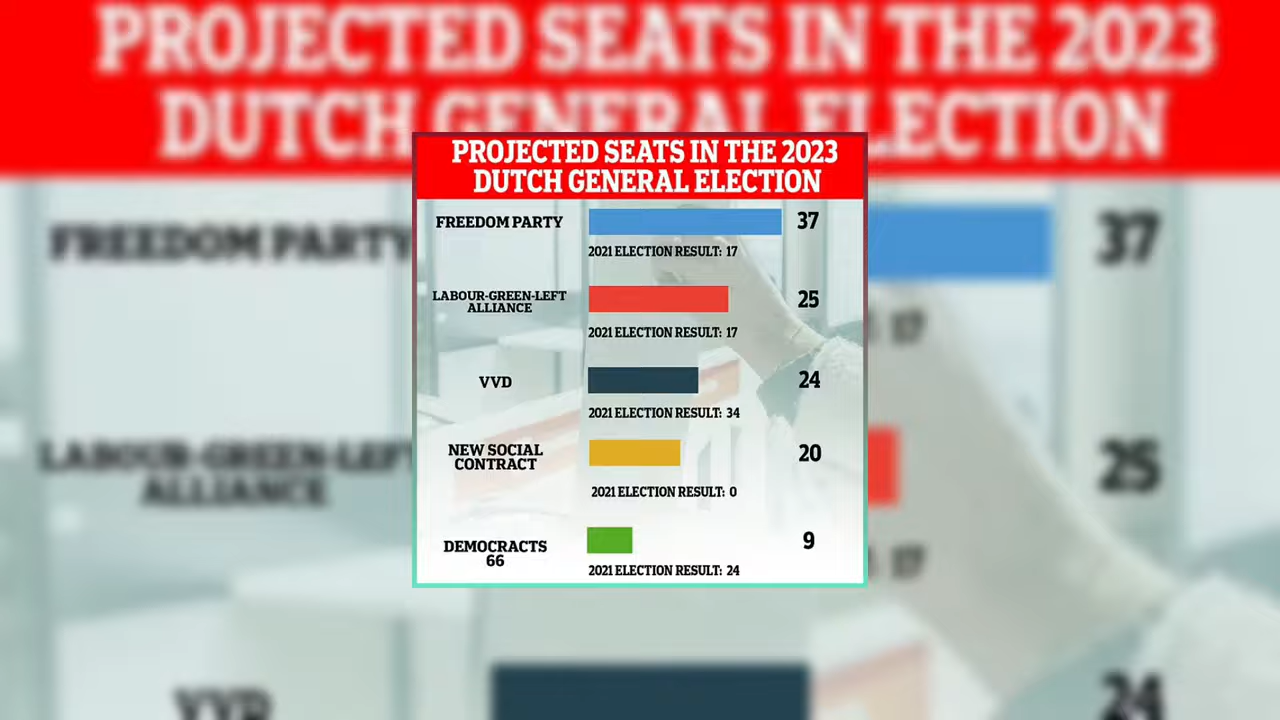 PROJECTED SEATS IN THE 2023
DUTCH GENERAL ELECTION
FREEDOM PARTY
37
2021 ELECTION RESULT: 17
LABOUR-GREEN-LEFT
ALLIANCE
25
2021 ELECTION RESULT: 17
VVD
24
2021 ELECTION RESULT: 34
NEW SOCIAL
CONTRACT
20
2021 ELECTION RESULT: 0
DEMOCRACTS
66
9
2021 ELECTION RESULT: 24